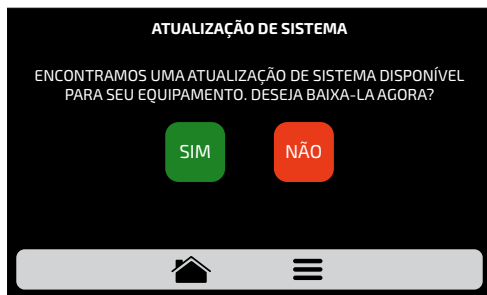 ATUALIZAÇÃO DE SISTEMA
ENCONTRAMOS UMA ATUALIZAÇÃO DE SISTEMA DISPONÍVEL
PARA SEU EQUIPAMENTO. DESEJA BAIXA-LA AGORA?
SIM
NÃO